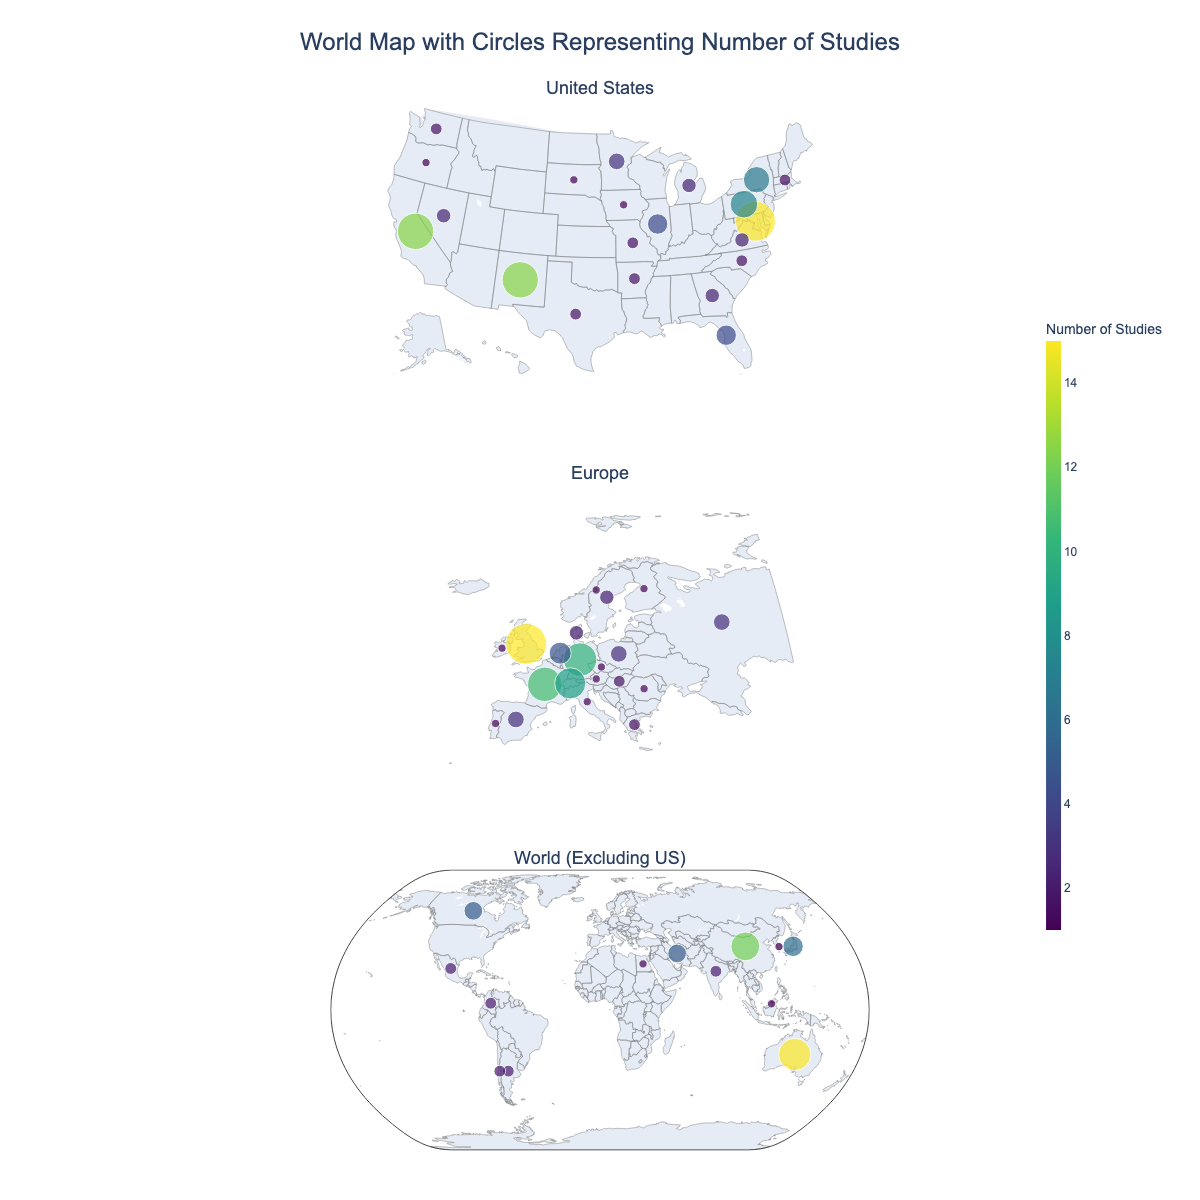 World Map with Circles Representing Number of Studies
United States
Number of Studies
14
12
10
8
6
4
2
Europe
World (Excluding US)